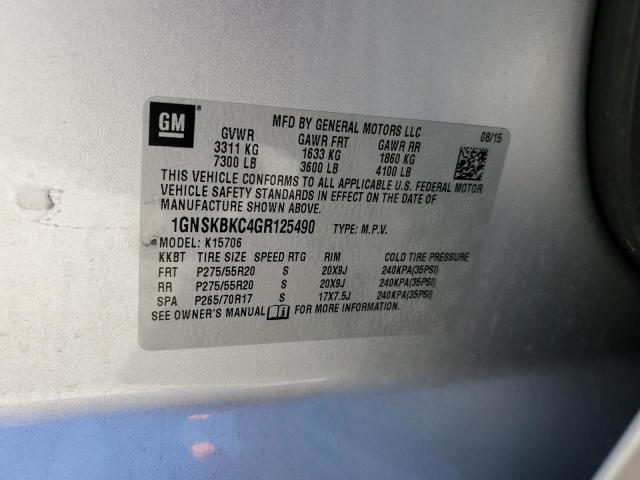 GM
MFD BY GENERAL MOTORS LLC 08/15
GVWR GAWR FRT GAWR RR
3311 KG 1633 KG 1860 KG
7300 LB 3600 LB 4100 LB
THIS VEHICLE CONFORMS TO ALL APPLICABLE U.S. FEDERAL MOTOR
VEHICLE SAFETY STANDARDS IN EFFECT ON THE DATE OF
MANUFACTURE SHOWN ABOVE.
1GNSKBKC4GR125490 TYPE: M.P.V.
MODEL: K15706
KKBT TIRE SIZE SPEED RTG RIM COLD TIRE PRESSURE
FRT P275/55R20 S 20X9J 240KPA(35PSI)
RR P275/55R20 S 20X9J 240KPA(35PSI)
SPA P265/70R17 S 17X7.5J 240KPA(35PSI)
SEE OWNER'S MANUAL FOR MORE INFORMATION.